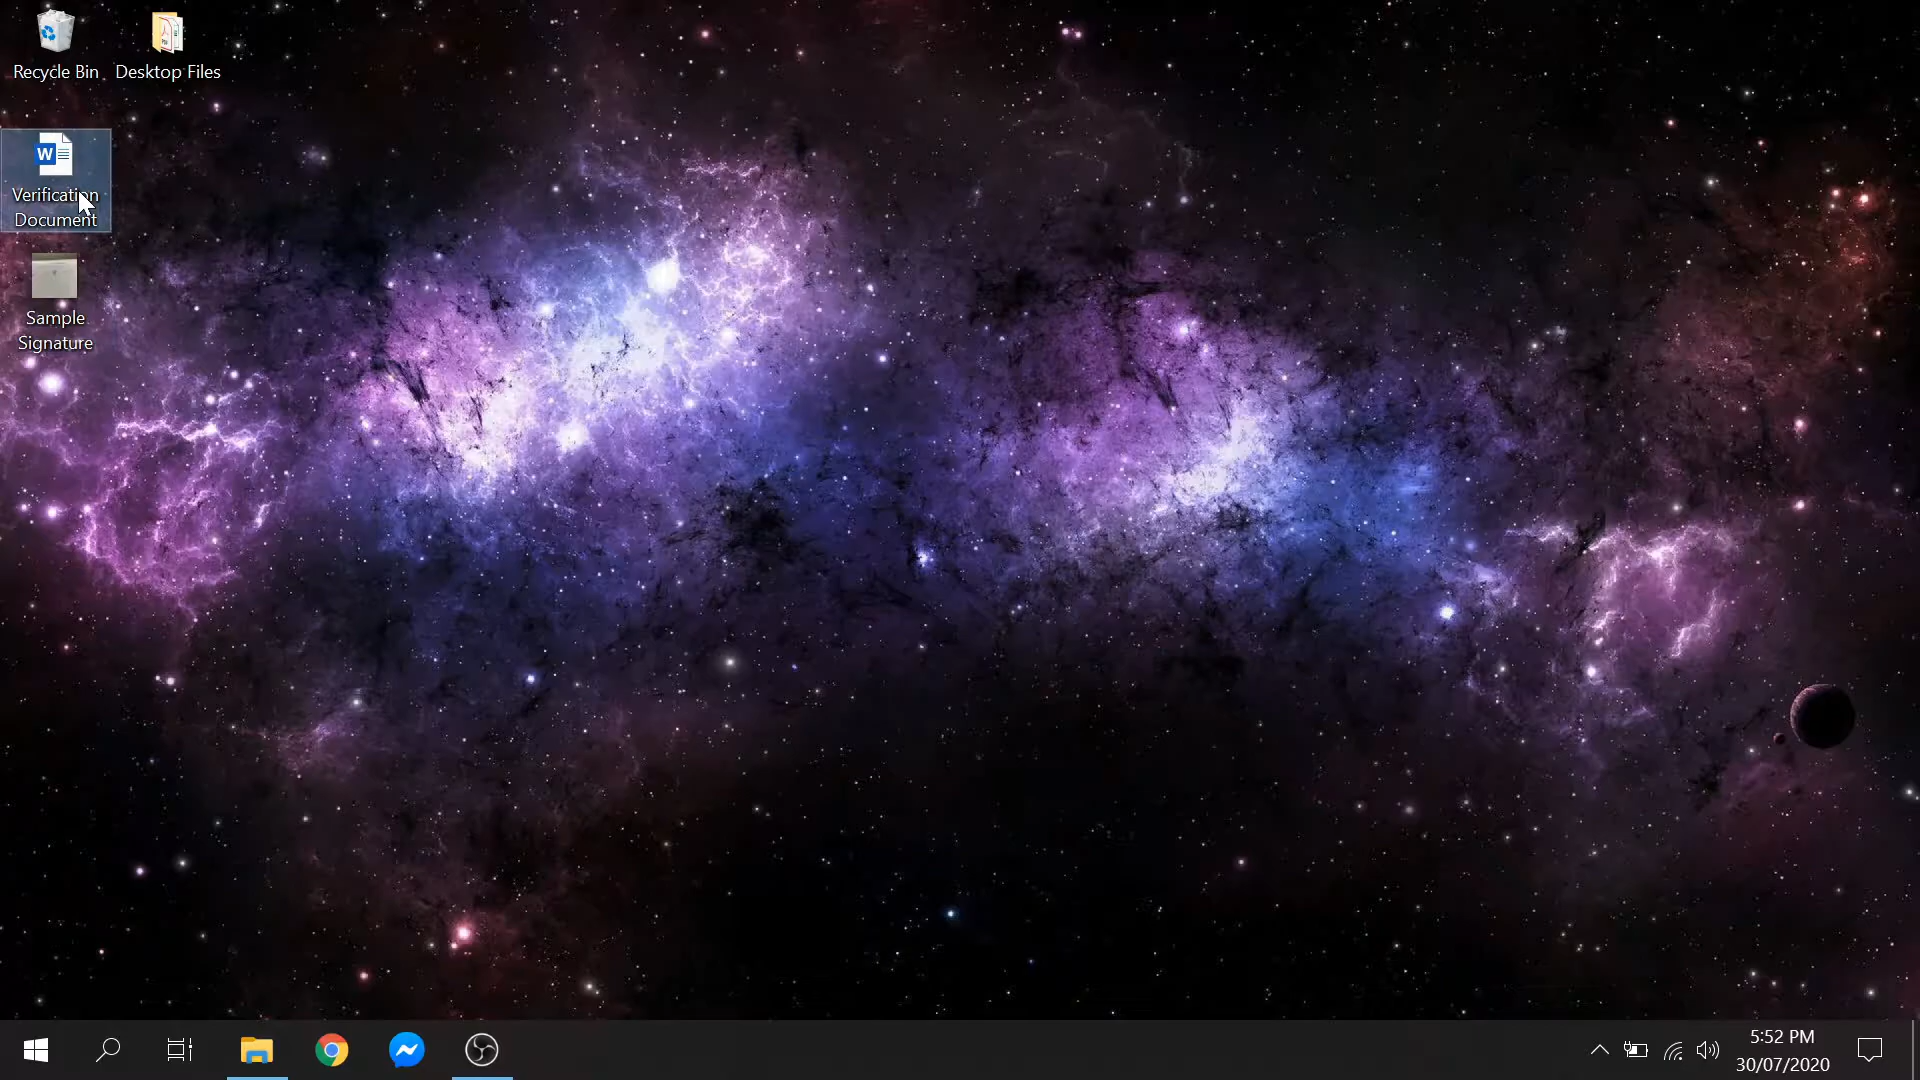 Recycle Bin
Desktop Files
W
Verification
Document
Sample
Signature
5:52 PM
30/07/2020